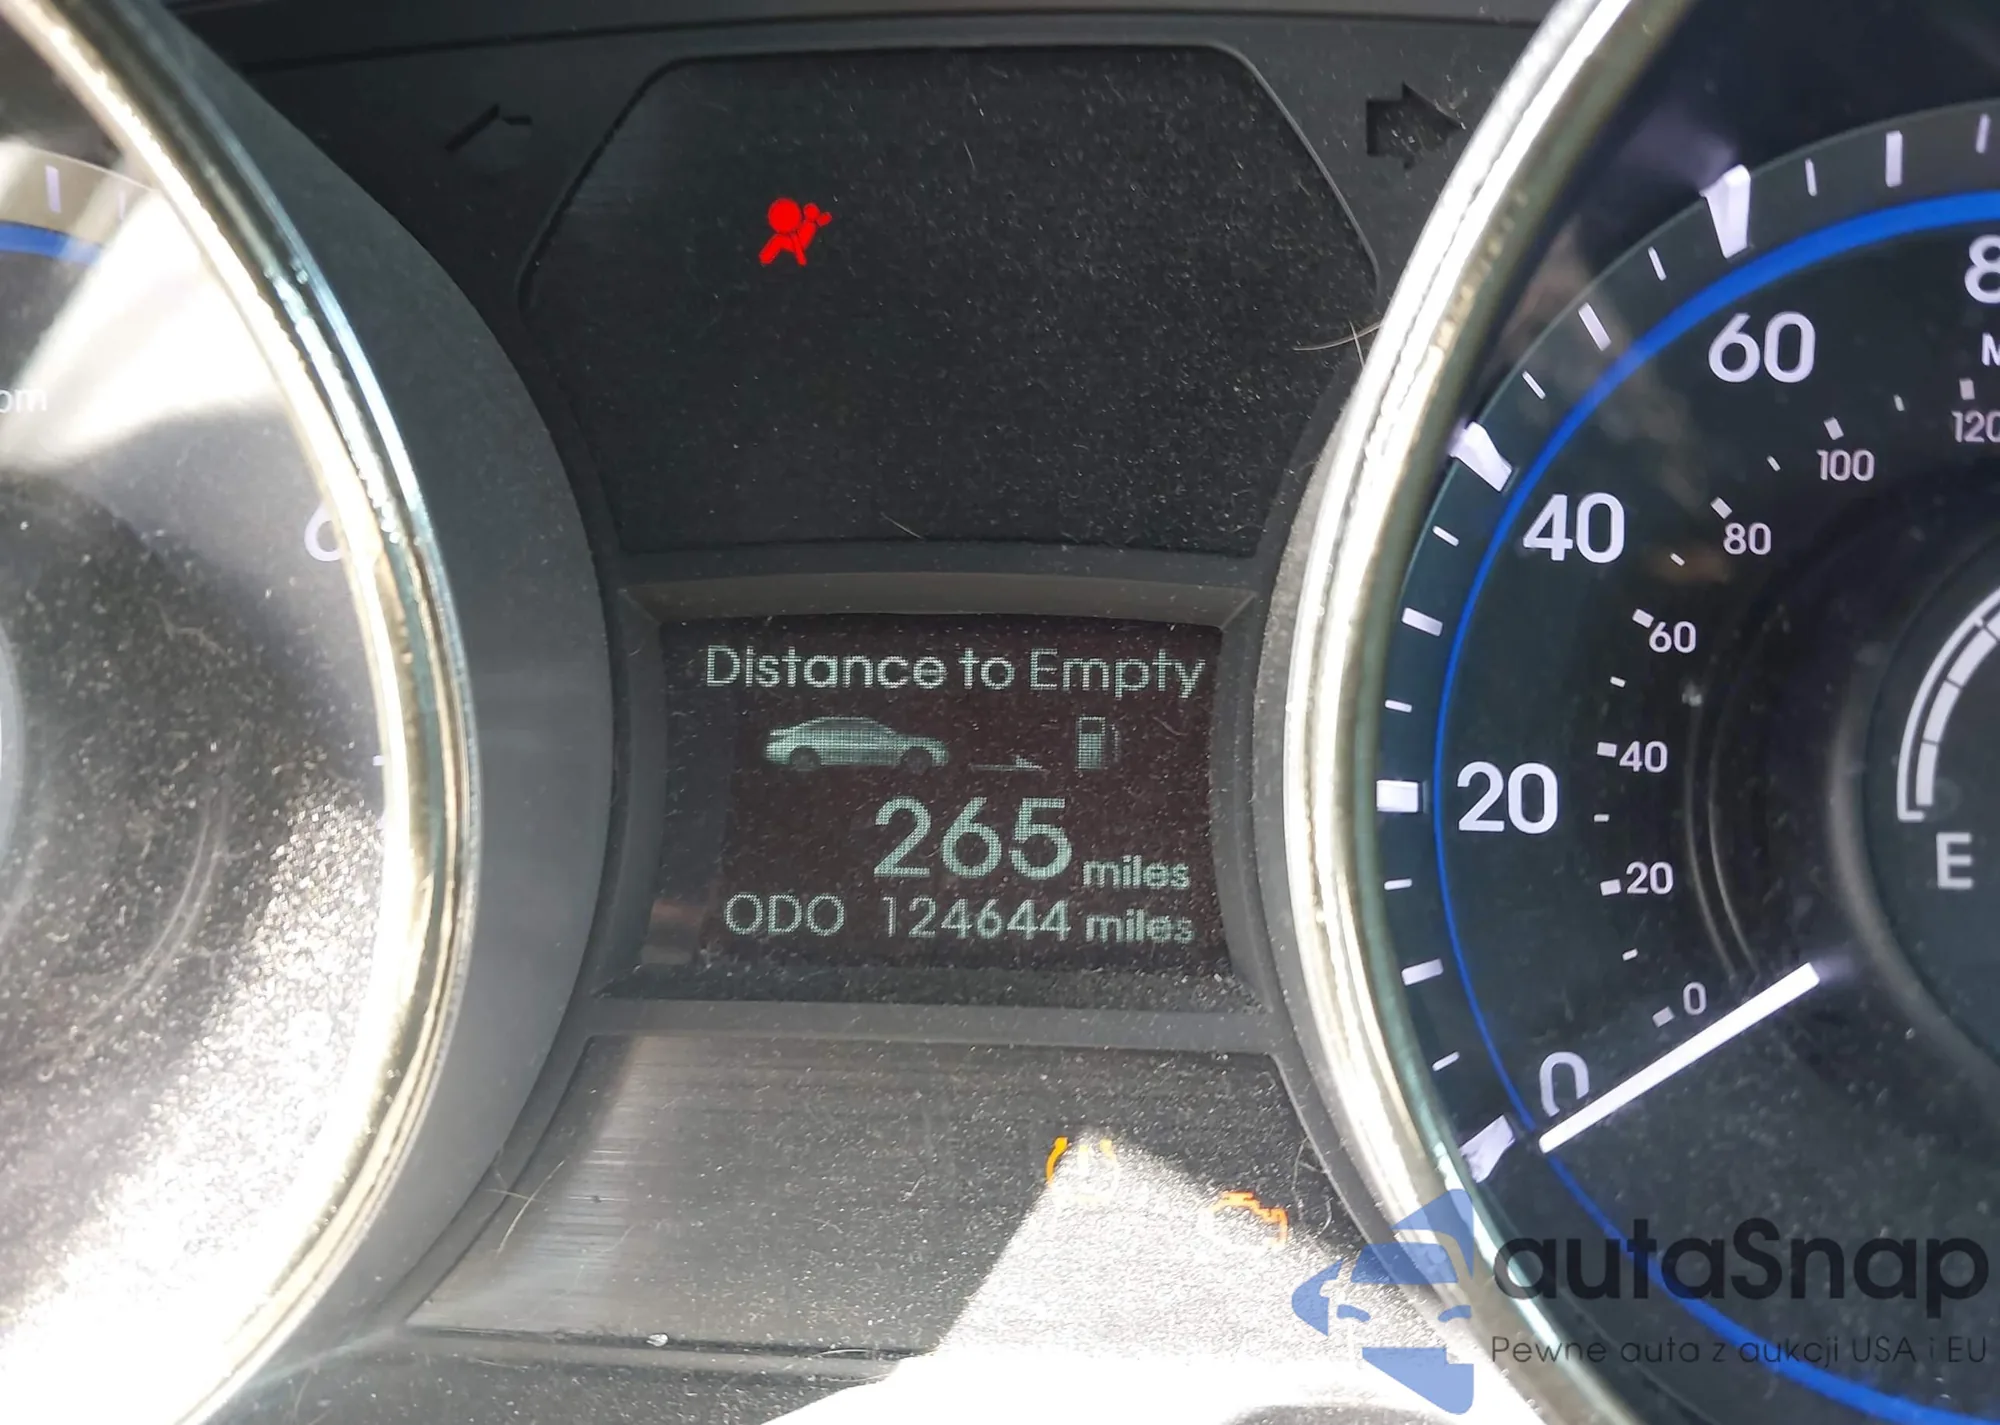 Distance to Empty
265 miles
ODO 124644 miles
60
40
20
0
120
100
80
60
40
20
0
E
6
autaSnap
Pewne auta z aukcji USA i EU